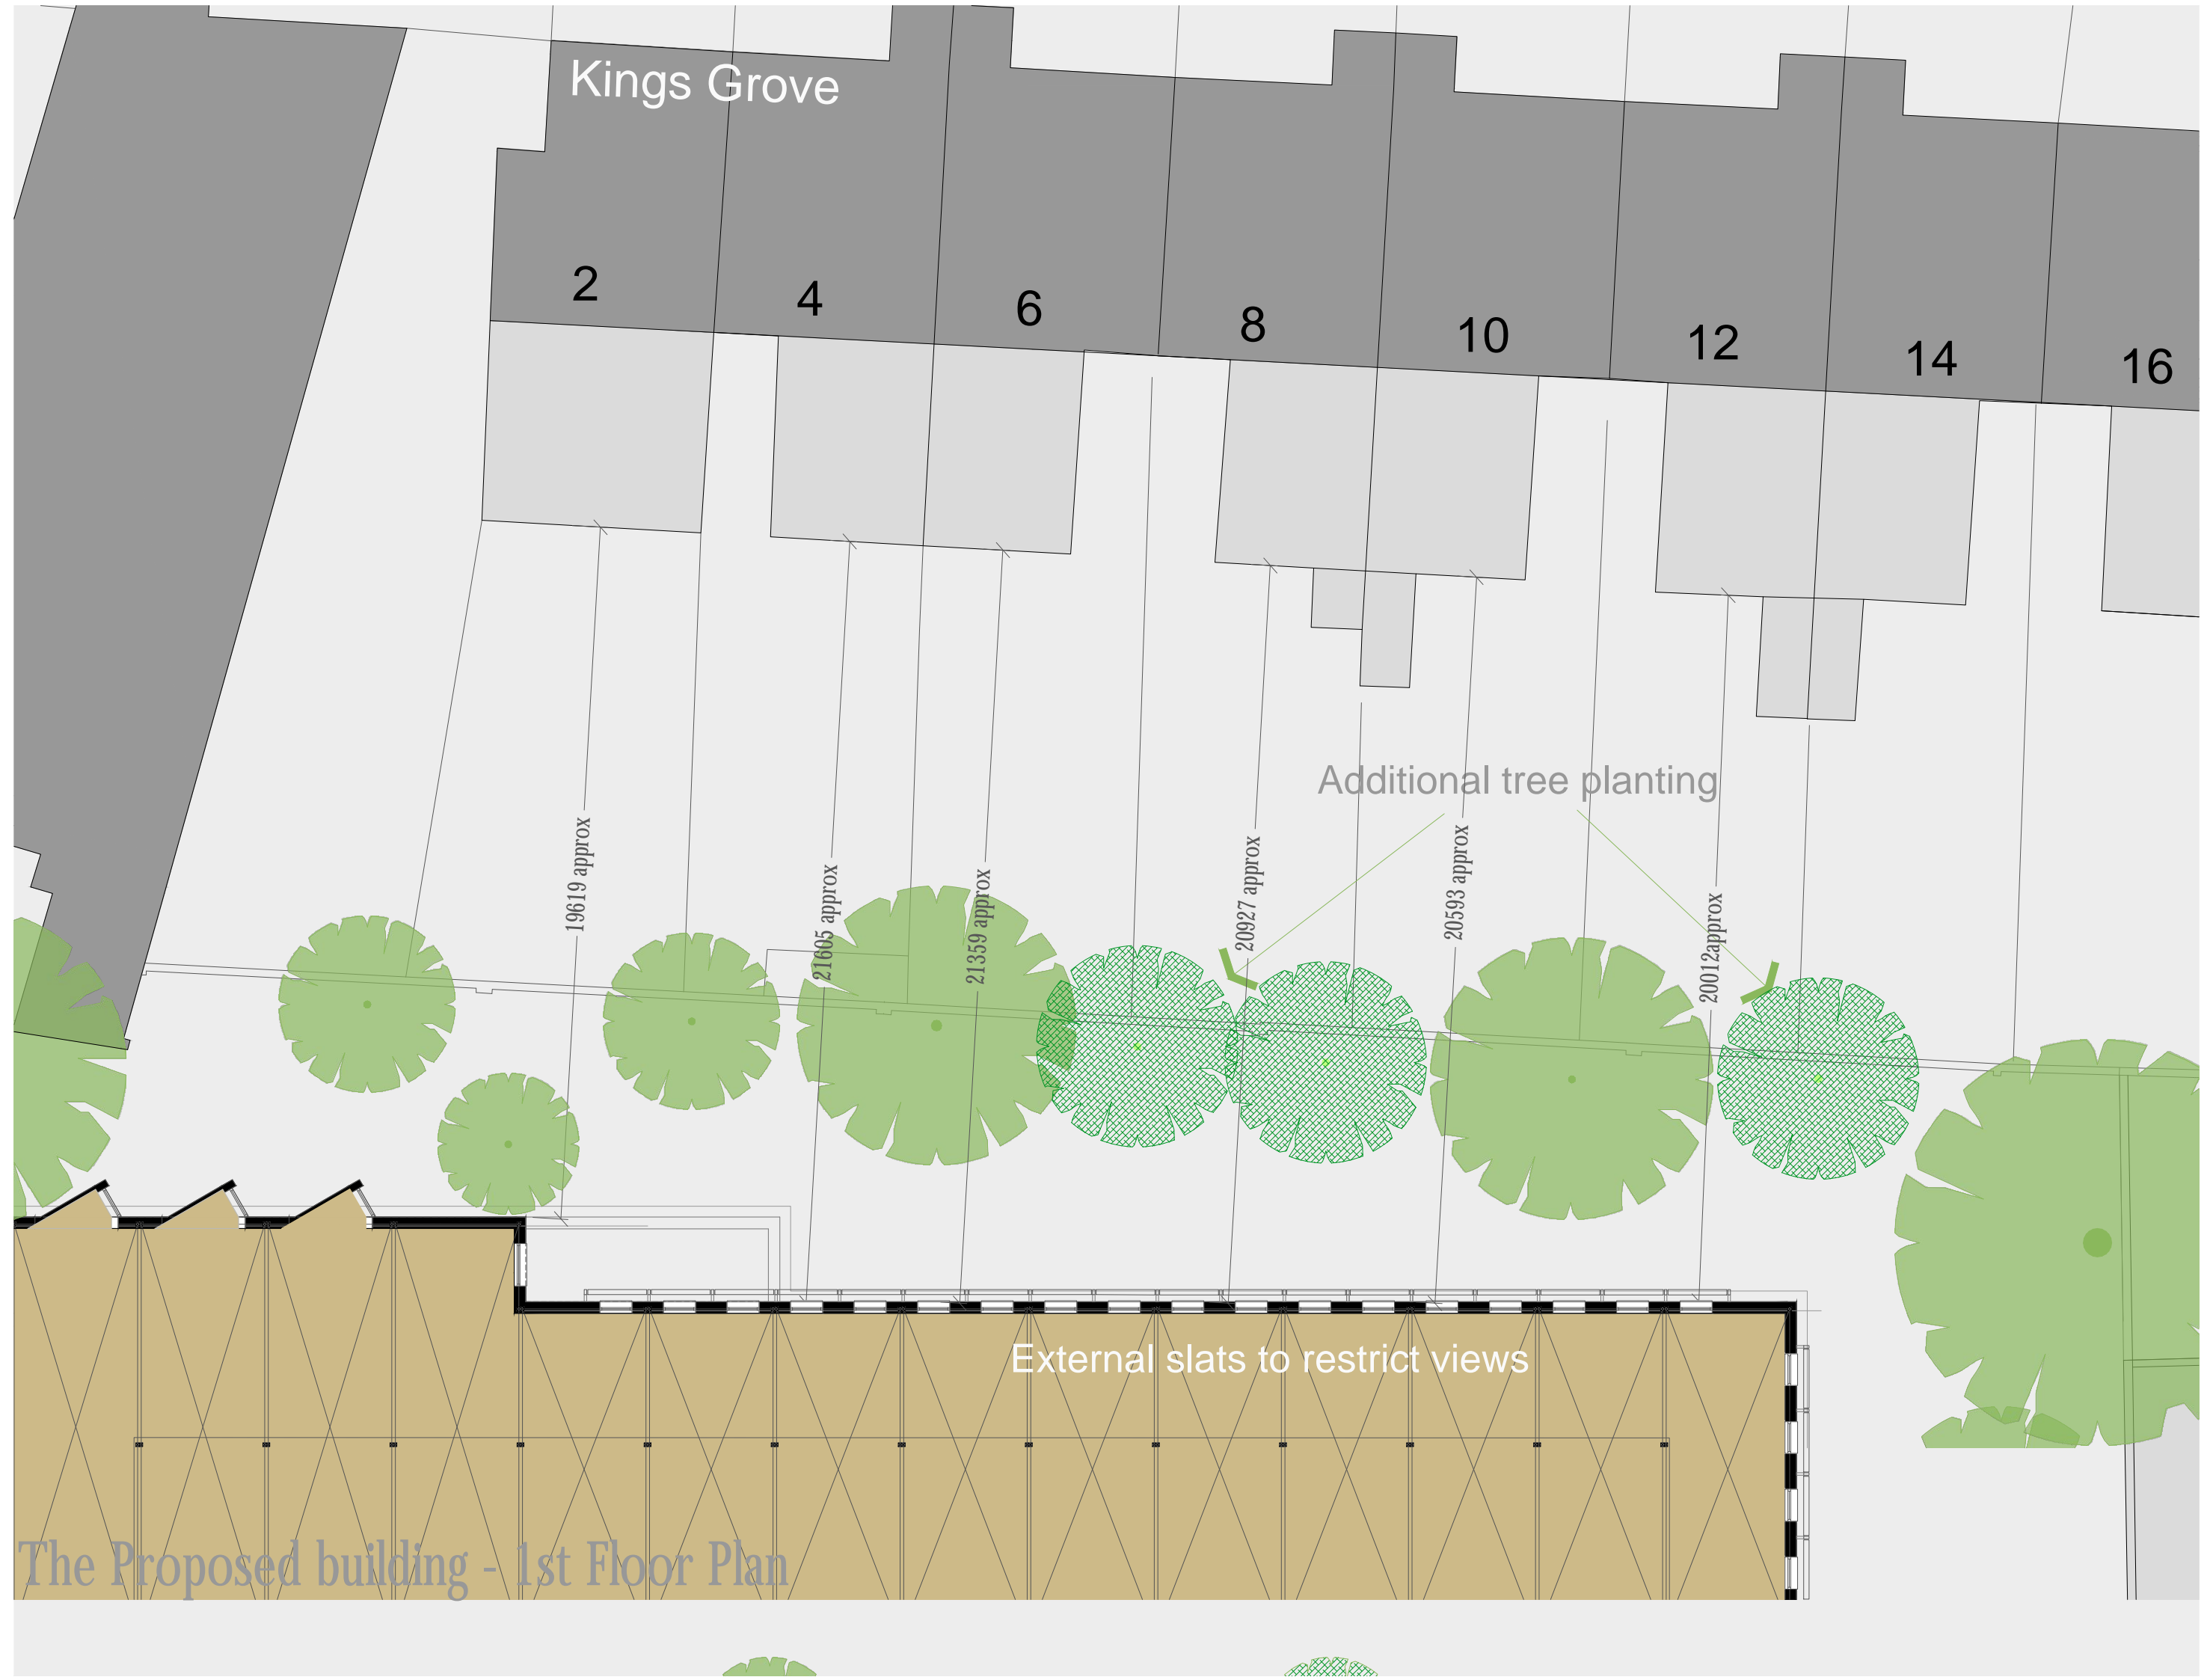 Kings Grove
2
4
6
8
10
12
14
16
Additional tree planting
19619 approx
21605 approx
21359 approx
20927 approx
20593 approx
20012approx
External slats to restrict views
The Proposed building - 1st Floor Plan